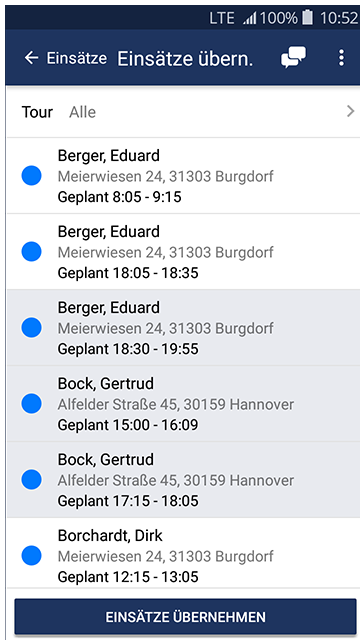 LTE 100% 10:52
Einsätze Einsätze übern.
Tour Alle
Berger, Eduard
Meierwiesen 24, 31303 Burgdorf
Geplant 8:05 - 9:15
Berger, Eduard
Meierwiesen 24, 31303 Burgdorf
Geplant 18:05 - 18:35
Berger, Eduard
Meierwiesen 24, 31303 Burgdorf
Geplant 18:30 - 19:55
Bock, Gertrud
Alfelder Straße 45, 30159 Hannover
Geplant 15:00 - 16:09
Bock, Gertrud
Alfelder Straße 45, 30159 Hannover
Geplant 17:15 - 18:05
Borchardt, Dirk
Meierwiesen 24, 31303 Burgdorf
Geplant 12:15 - 13:05
EINSÄTZE ÜBERNEHMEN